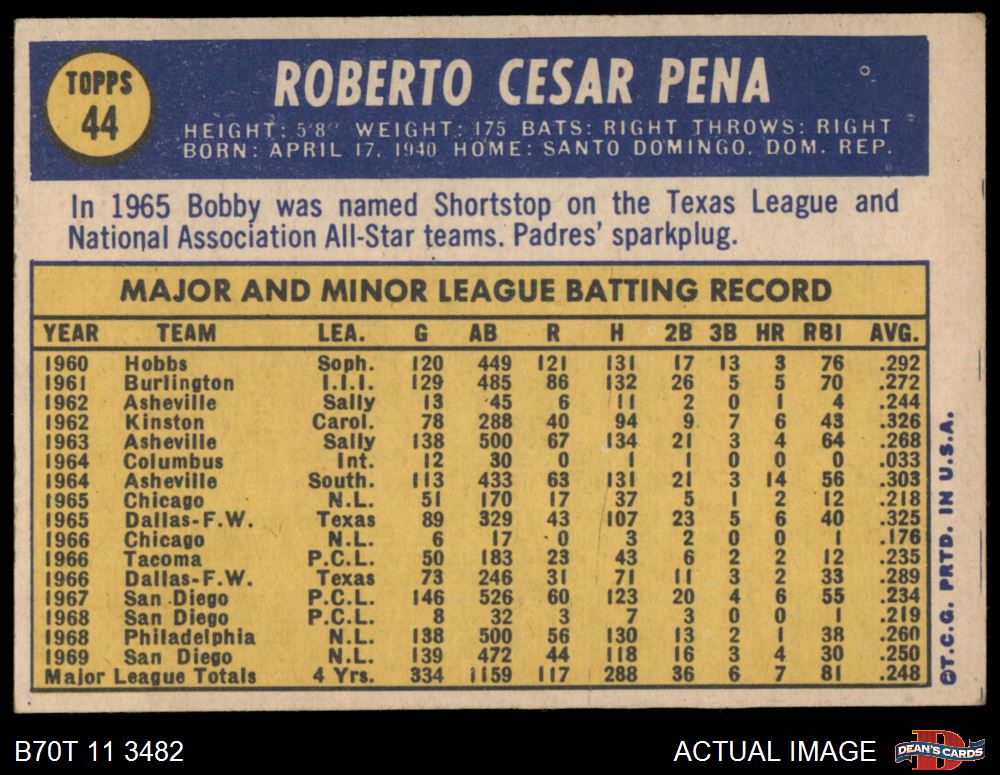 TOPPS
44
ROBERTO CESAR PENA
HEIGHT: 5'8" WEIGHT: 175 BATS: RIGHT THROWS: RIGHT
BORN: APRIL 17, 1940 HOME: SANTO DOMINGO, DOM. REP.
In 1965 Bobby was named Shortstop on the Texas League and
National Association All-Star teams. Padres' sparkplug.
MAJOR AND MINOR LEAGUE BATTING RECORD
YEAR TEAM LEA. G AB R H 2B 3B HR RBI AVG.
1960 Hobbs Soph. 120 449 121 131 17 13 3 76 .292
1961 Burlington I.I.I. 129 485 86 132 26 5 5 70 .272
1962 Asheville Sally 13 45 6 11 2 0 1 4 .244
1962 Kinston Carol. 78 288 40 94 9 7 6 43 .326
1963 Asheville Sally 138 500 67 134 21 3 4 64 .268
1964 Columbus Int. 12 30 0 1 1 0 0 0 .033
1964 Asheville South. 113 433 63 131 21 3 14 56 .303
1965 Chicago N.L. 51 170 17 37 5 1 2 12 .218
1965 Dallas-F.W. Texas 89 329 43 107 23 5 6 40 .325
1966 Chicago N.L. 6 17 0 3 2 0 0 1 .176
1966 Tacoma P.C.L. 50 183 23 43 6 2 2 12 .235
1966 Dallas-F.W. Texas 73 246 31 71 11 3 2 33 .289
1967 San Diego P.C.L. 146 526 60 123 20 4 6 55 .234
1968 San Diego P.C.L. 8 32 3 7 3 0 0 1 .219
1968 Philadelphia N.L. 138 500 56 130 13 2 1 38 .260
1969 San Diego N.L. 139 472 44 118 16 3 4 30 .250
Major League Totals 4 Yrs. 334 1159 117 288 36 6 7 81 .248
©T.C.G. PRTD. IN U.S.A.
B70T 11 3482
ACTUAL IMAGE
D
DEAN'S CARDS